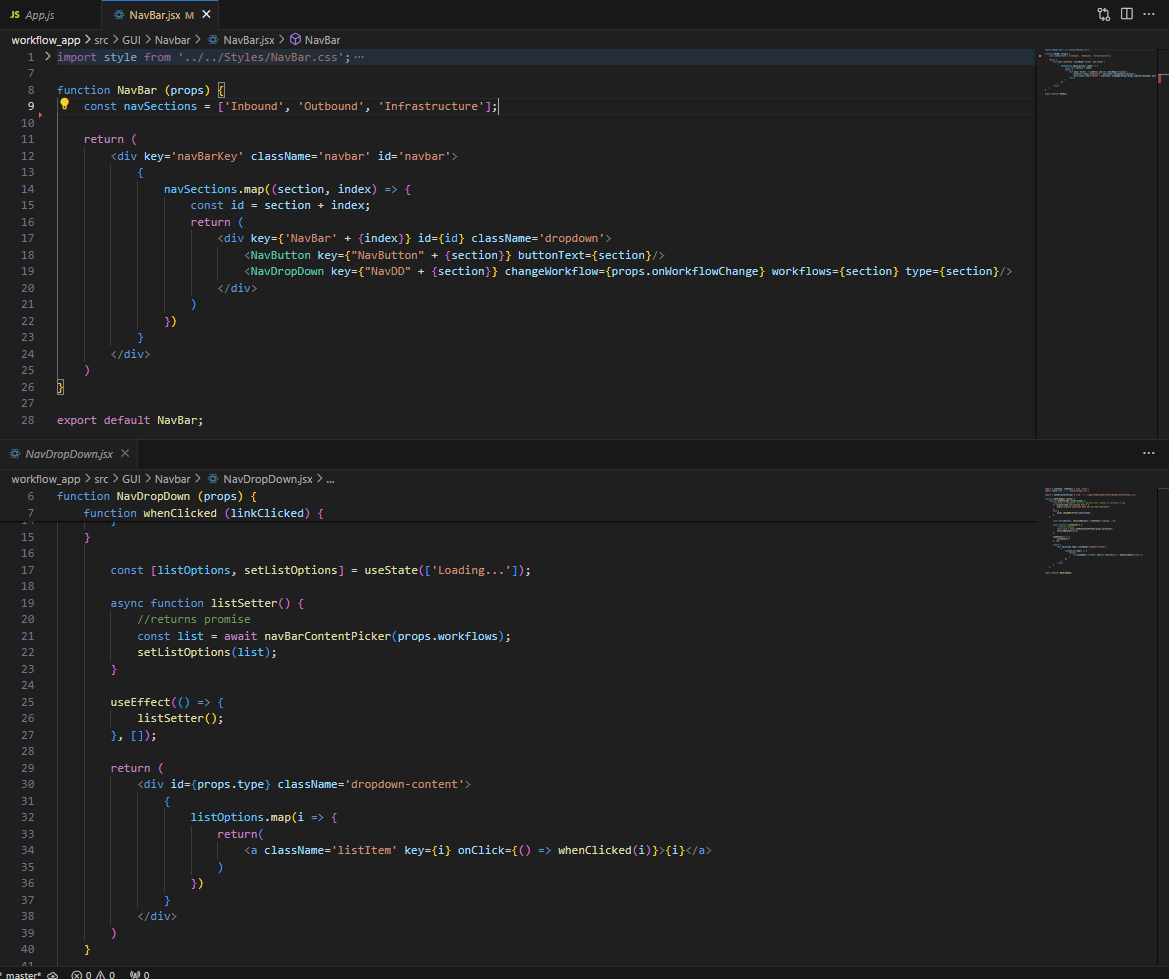 JS App.js NavBar.jsx M
workflow_app > src > GUI > Navbar > NavBar.jsx > NavBar
1 import style from '../../Styles/NavBar.css'; ⋯
7
8 function NavBar (props) {
9 const navSections = ['Inbound', 'Outbound', 'Infrastructure'];
10
11 return (
12 <div key='navBarKey' className='navbar' id='navbar'>
13 {
14 navSections.map((section, index) => {
15 const id = section + index;
16 return (
17 <div key={'NavBar' + {index}} id={id} className='dropdown'>
18 <NavButton key={"NavButton" + {section}} buttonText={section}/>
19 <NavDropDown key={"NavDD" + {section}} changeWorkflow={props.onWorkflowChange} workflows={section} type={section}/>
20 </div>
21 )
22 })
23 }
24 </div>
25 )
26 }
27
28 export default NavBar;
NavDropDown.jsx
workflow_app > src > GUI > Navbar > NavDropDown.jsx > ...
6 function NavDropDown (props) {
7 function whenClicked (linkClicked) {
15 }
16
17 const [listOptions, setListOptions] = useState(['Loading...']);
18
19 async function listSetter() {
20 //returns promise
21 const list = await navBarContentPicker(props.workflows);
22 setListOptions(list);
23 }
24
25 useEffect(() => {
26 listSetter();
27 }, []);
28
29 return (
30 <div id={props.type} className='dropdown-content'>
31 {
32 listOptions.map(i => {
33 return(
34 <a className='listItem' key={i} onClick={() => whenClicked(i)}>{i}</a>
35 )
36 })
37 }
38 </div>
39 )
40 }
41
master* 0 0 0